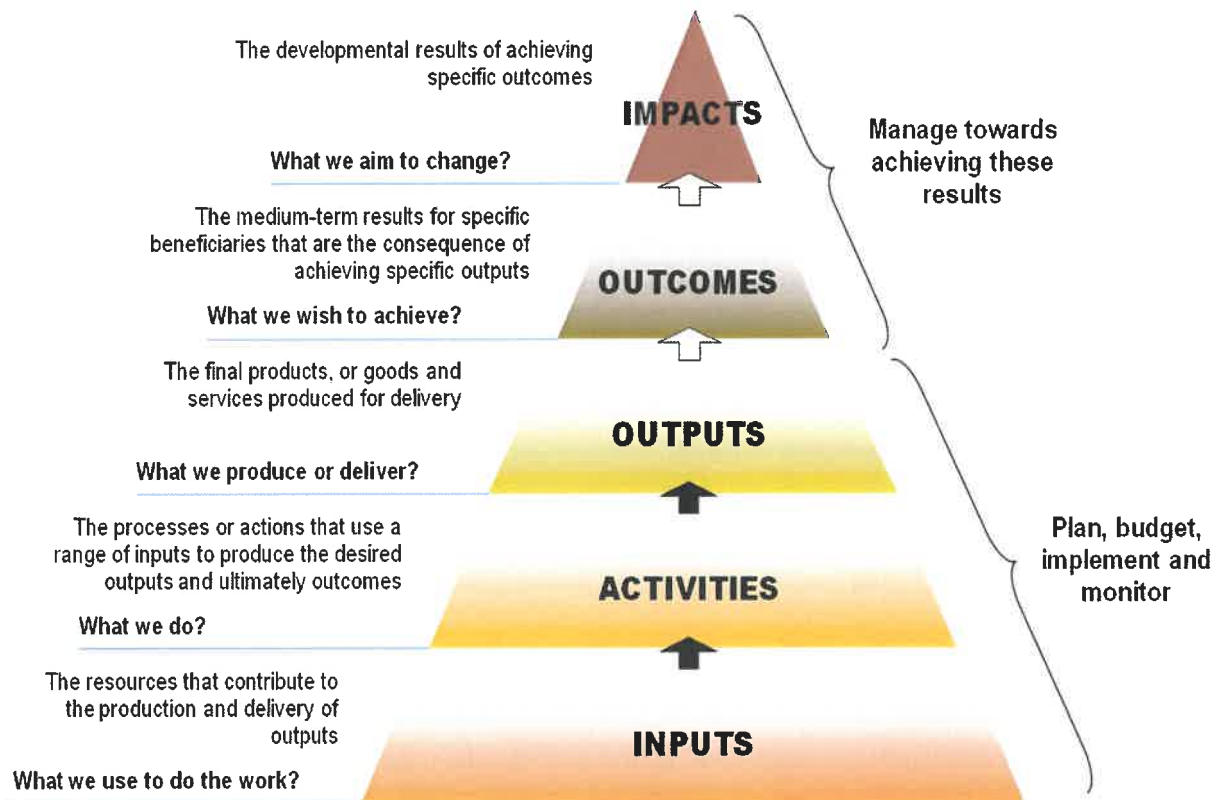 The developmental results of achieving
specific outcomes
IMPACTS
What we aim to change?
Manage towards
achieving these
results
The medium-term results for specific
beneficiaries that are the consequence of
achieving specific outputs
OUTCOMES
What we wish to achieve?
The final products, or goods and
services produced for delivery
OUTPUTS
What we produce or deliver?
The processes or actions that use a
range of inputs to produce the desired
outputs and ultimately outcomes
ACTIVITIES
What we do?
Plan, budget,
implement and
monitor
The resources that contribute to
the production and delivery of
outputs
INPUTS
What we use to do the work?